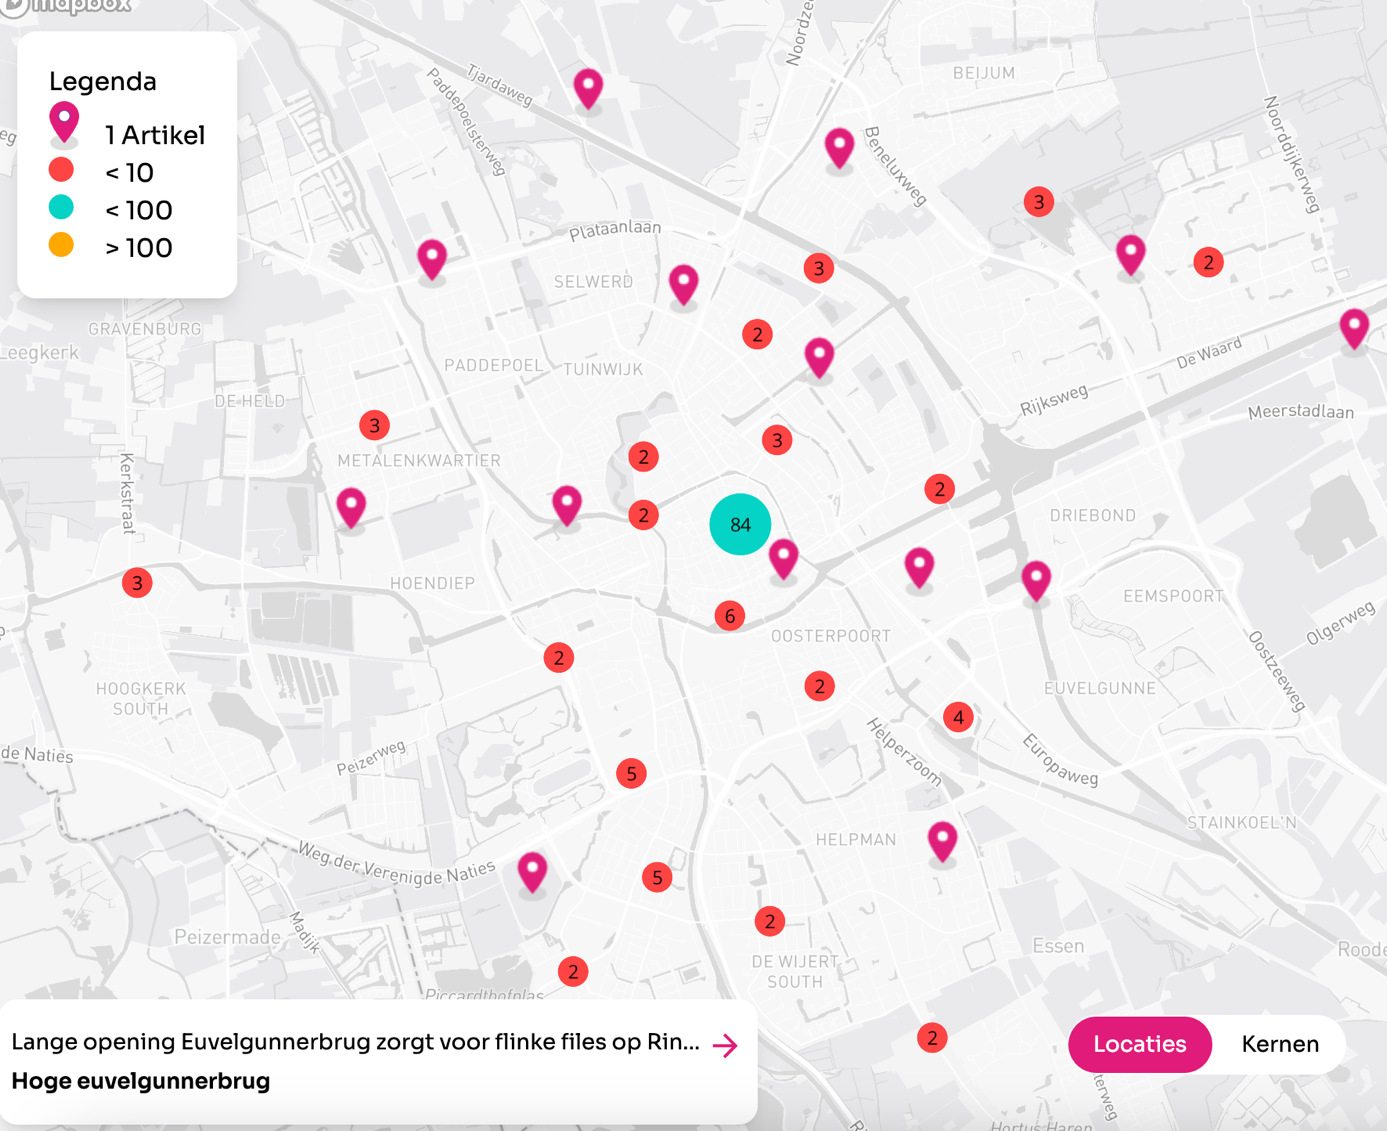 mapbox
Legenda
1 Artikel
< 10
< 100
> 100
Tjardaweg
Paddepoelsterweg
BEIJUM
Beneluxweg
Noorddijkerweg
Plataanlaan
SELWERD
GRAVENBURG
Leegkerk
PADDEPOEL
TUINWIJK
DE HELD
De Waard
Rijksweg
Meerstadlaan
METALENKWARTIER
Kerkstraat
DRIEBOND
HOENDIEP
EEMSPOORT
Olgerweg
OOSTERPOORT
Oostzeeweg
HOOGKERK
SOUTH
EUVELGUNNE
de Naties
Peizerweg
Helperzoom
Europaweg
STAINKOEL'N
HELPMAN
Weg der Verenigde Naties
Madijk
Peizermade
Essen
DE WIJERT
SOUTH
Piccardthofplas
Hortus Haren
3
3
2
2
3
3
2
2
2
84
3
6
2
2
4
5
5
2
2
2
Lange opening Euvelgunnerbrug zorgt voor flinke files op Rin...
Hoge euvelgunnerbrug
Locaties
Kernen